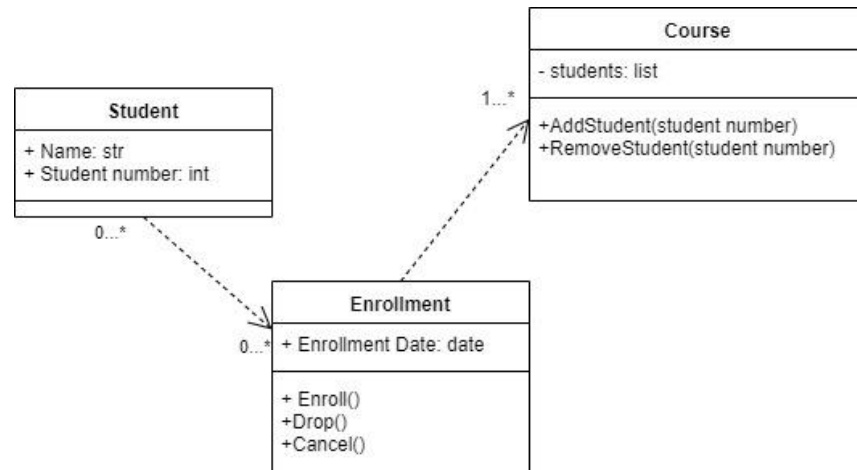 Course
- students: list
1...*
+AddStudent(student number)
+RemoveStudent(student number)
Student
+ Name: str
+ Student number: int
0...*
Enrollment
0...*
+ Enrollment Date: date
+ Enroll()
+Drop()
+Cancel()